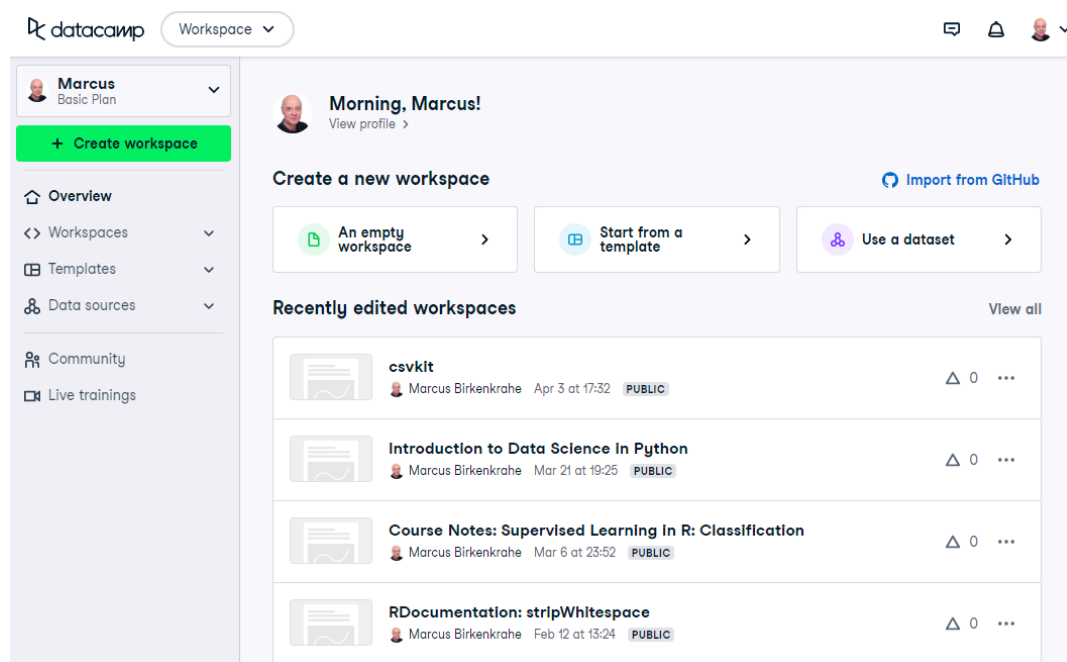 datacamp
Workspace
Marcus
Basic Plan
+ Create workspace
Overview
Workspaces
Templates
Data sources
Community
Live trainings
Morning, Marcus!
View profile
Create a new workspace
Import from GitHub
An empty
workspace
Start from a
template
Use a dataset
Recently edited workspaces
View all
csvkit
Marcus Birkenkrahe Apr 3 at 17:32 PUBLIC
0
Introduction to Data Science in Python
Marcus Birkenkrahe Mar 21 at 19:25 PUBLIC
0
Course Notes: Supervised Learning in R: Classification
Marcus Birkenkrahe Mar 6 at 23:52 PUBLIC
0
RDocumentation: stripWhitespace
Marcus Birkenkrahe Feb 12 at 13:24 PUBLIC
0